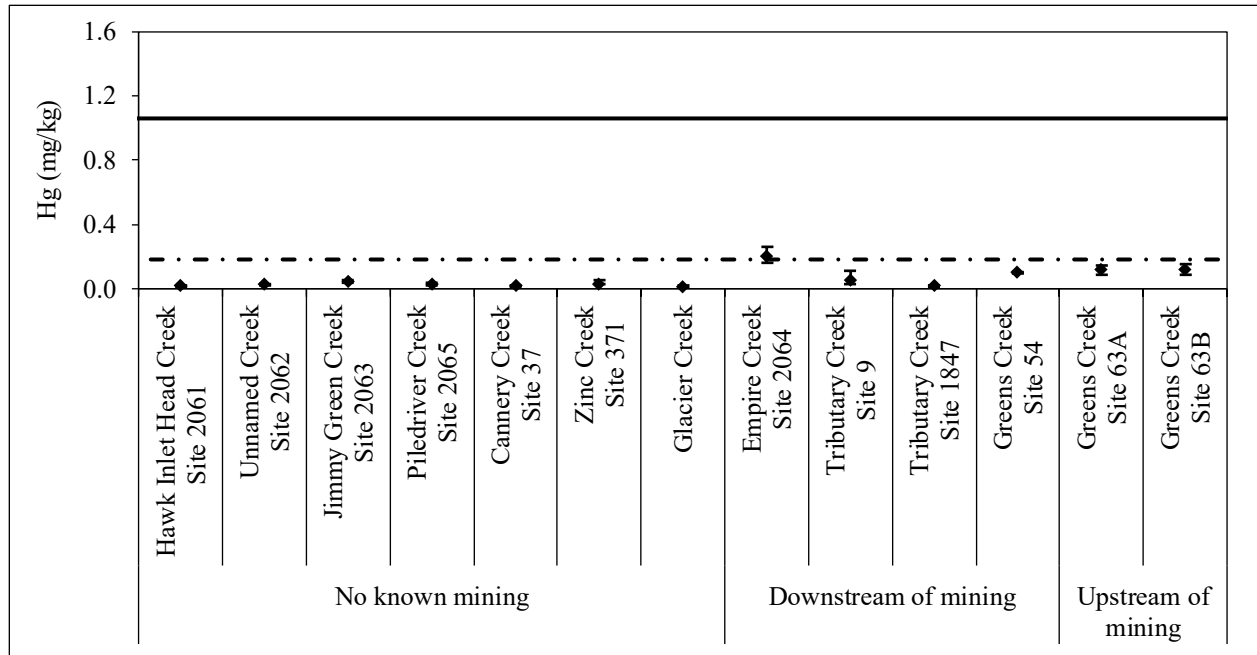 Hg (mg/kg)
1.6
1.2
0.8
0.4
0.0
Hawk Inlet Head Creek
Site 2061
Unnamed Creek
Site 2062
Jimmy Green Creek
Site 2063
Piledriver Creek
Site 2065
Cannery Creek
Site 37
Zinc Creek
Site 371
Glacier Creek
Empire Creek
Site 2064
Tributary Creek
Site 9
Tributary Creek
Site 1847
Greens Creek
Site 54
Greens Creek
Site 63A
Greens Creek
Site 63B
No known mining
Downstream of mining
Upstream of
mining